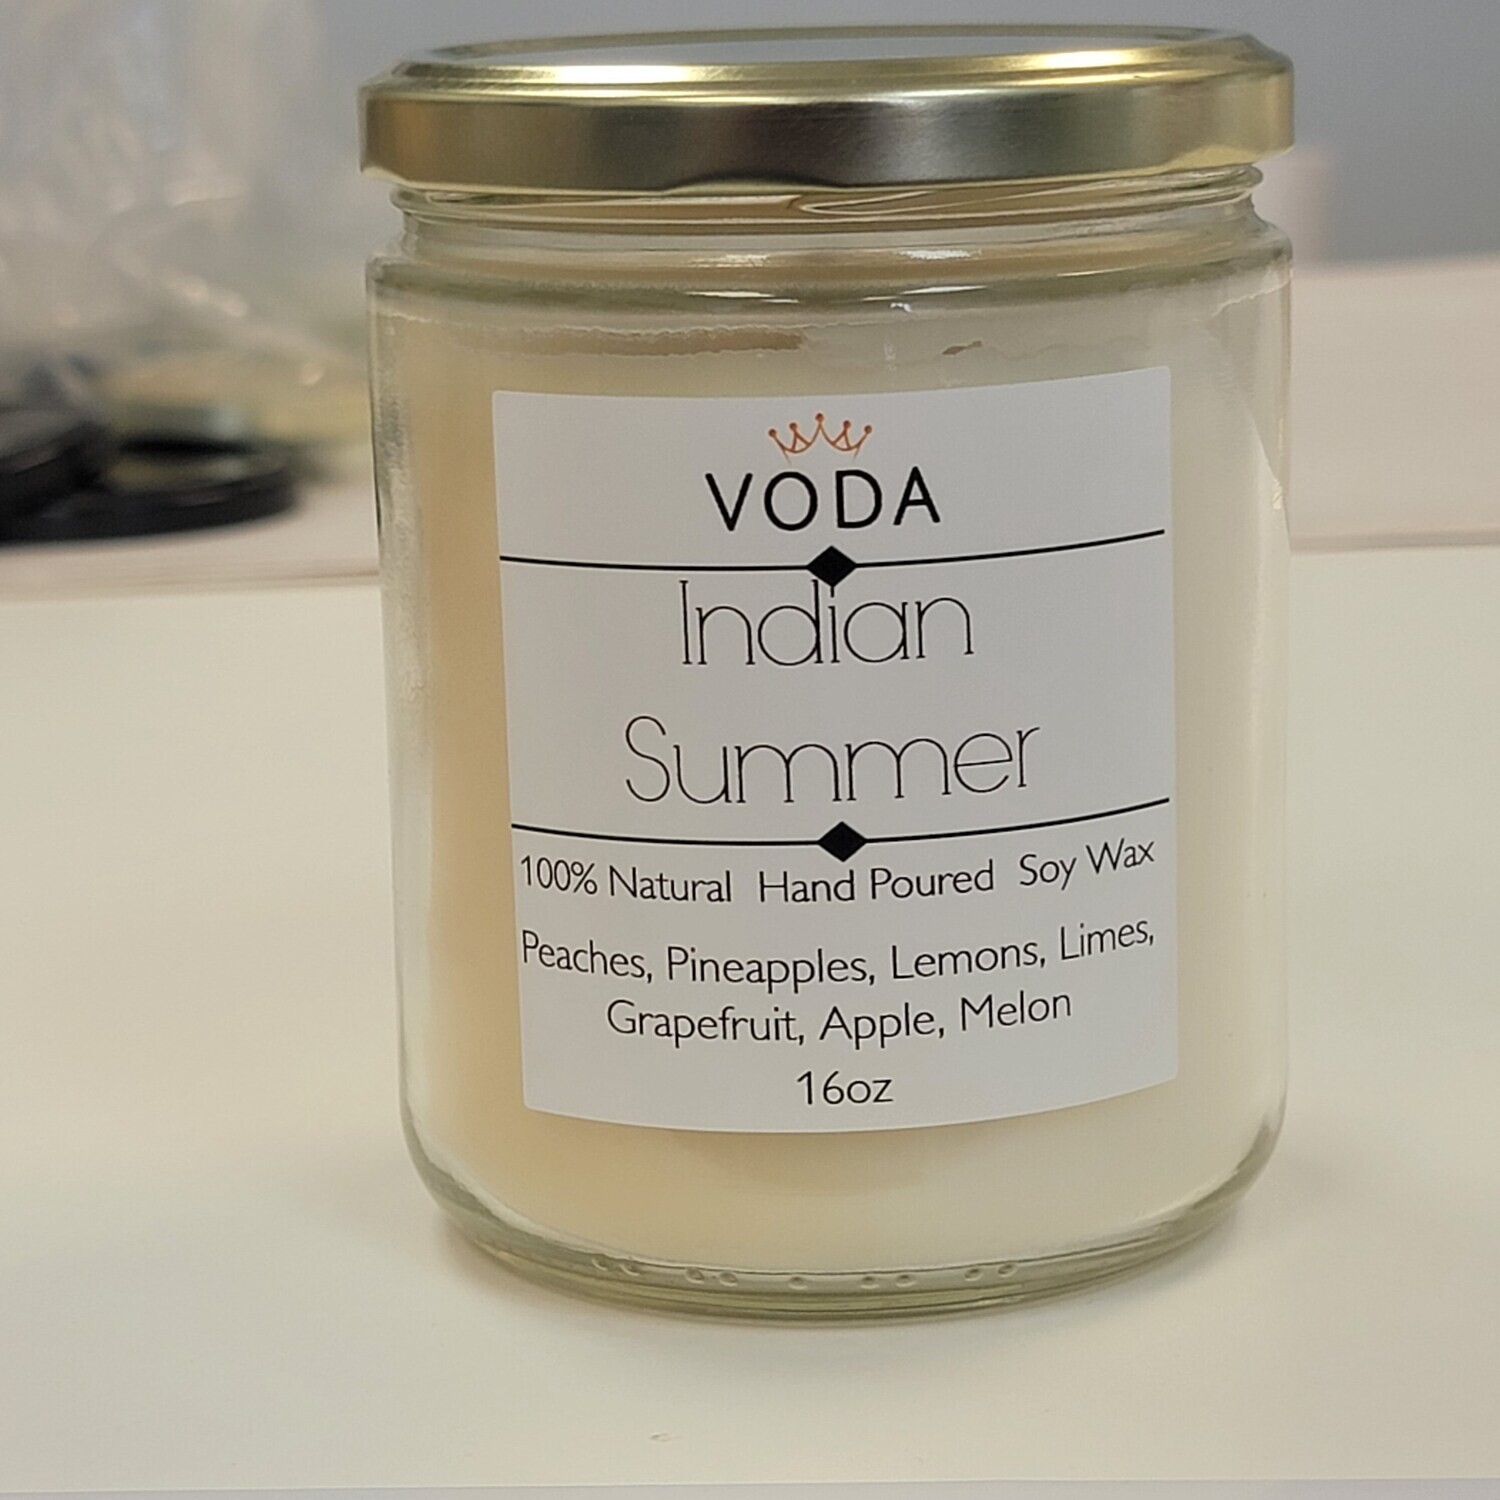 VODA
Indian
Summer
100% Natural Hand Poured Soy Wax
Peaches, Pineapples, Lemons, Limes,
Grapefruit, Apple, Melon
16oz